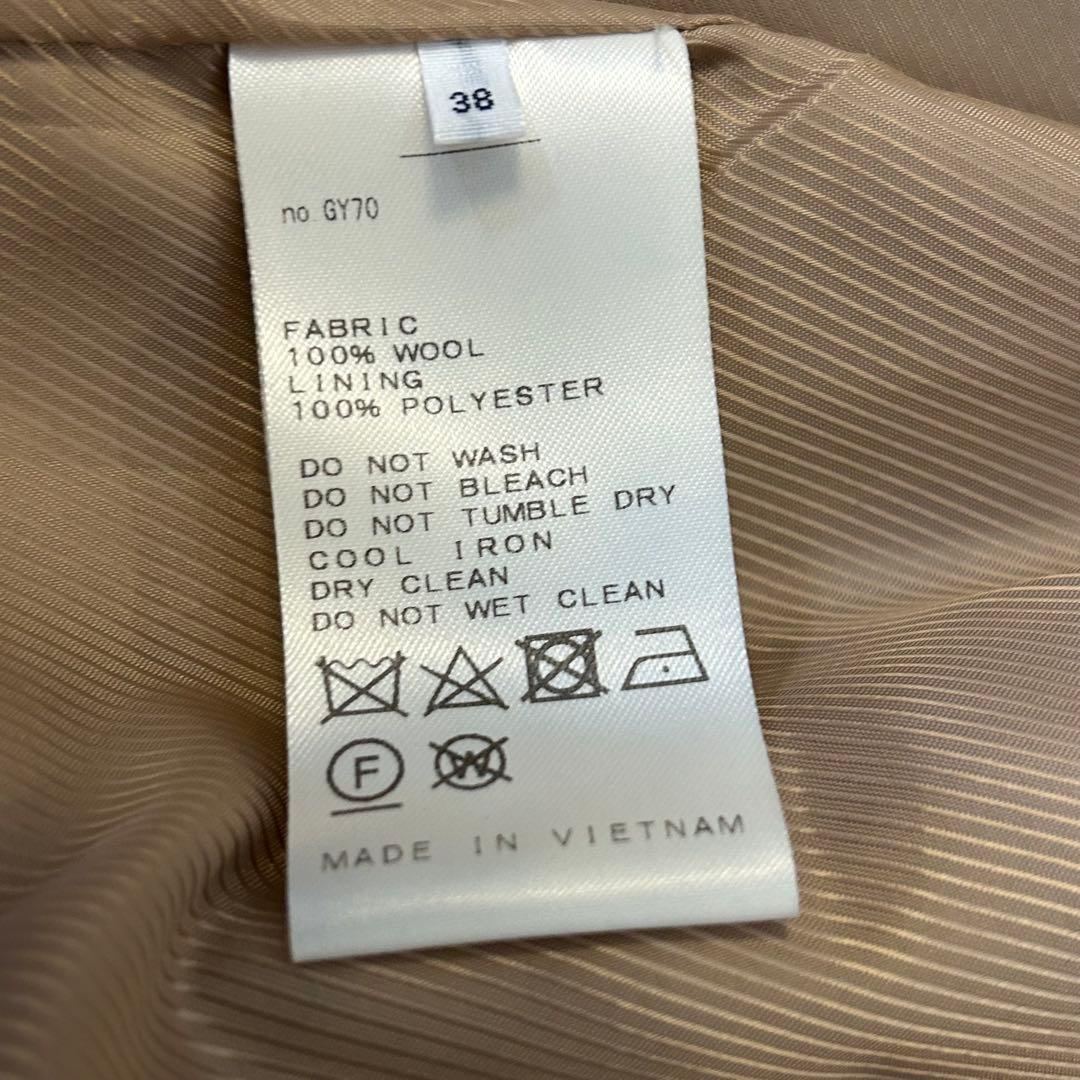 38
no GY70
FABRIC
100% WOOL
LINING
100% POLYESTER
DO NOT WASH
DO NOT BLEACH
DO NOT TUMBLE DRY
COOL IRON
DRY CLEAN
DO NOT WET CLEAN
F W
MADE IN VIETNAM